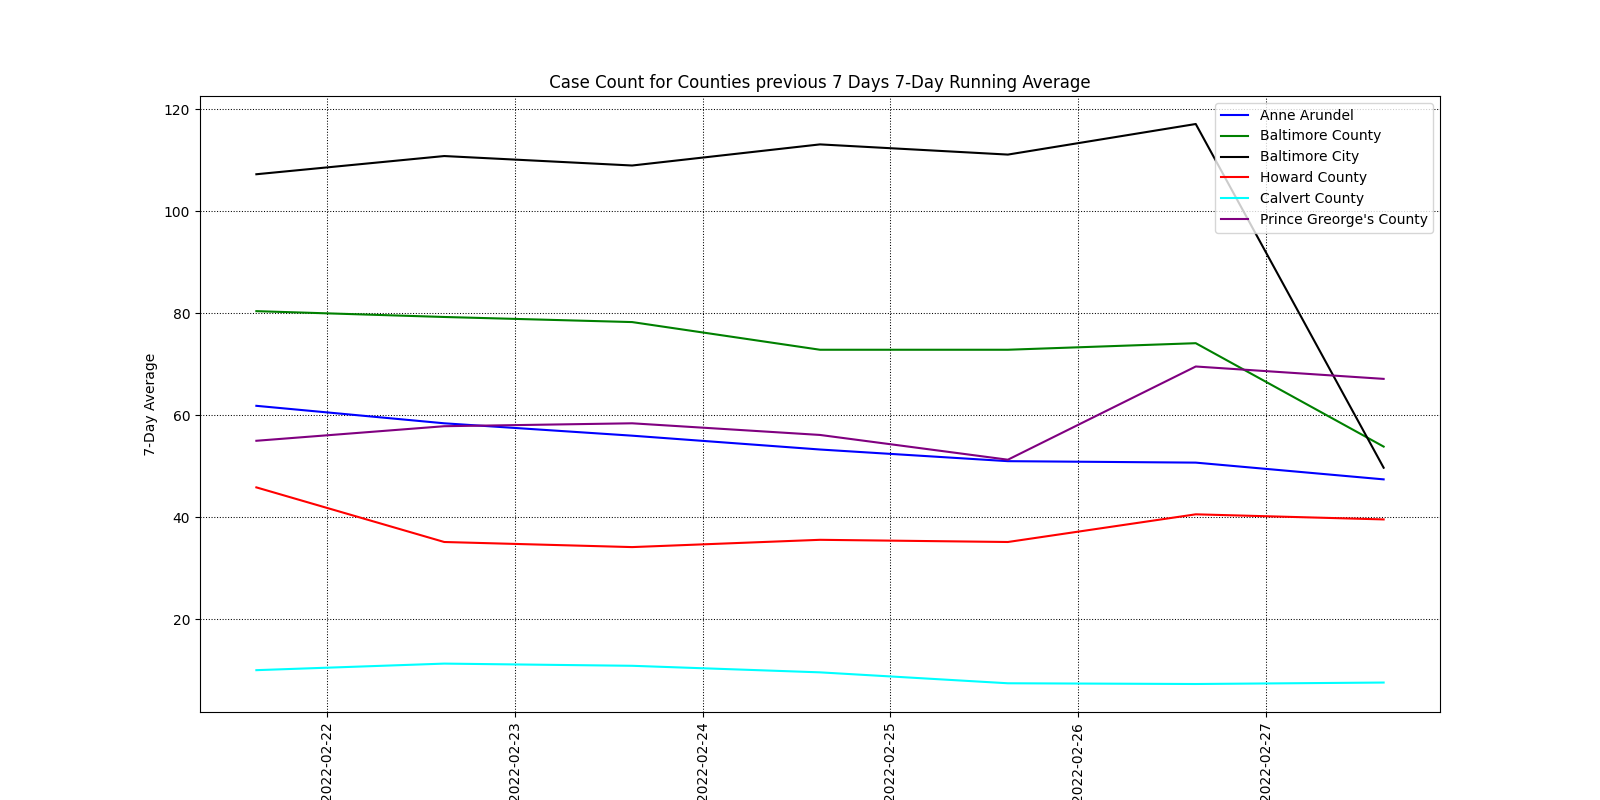 Case Count for Counties previous 7 Days 7-Day Running Average
120
100
80
60
40
20
7-Day Average
Anne Arundel
Baltimore County
Baltimore City
Howard County
Calvert County
Prince Greorge's County
2022-02-22
2022-02-23
2022-02-24
2022-02-25
2022-02-26
2022-02-27